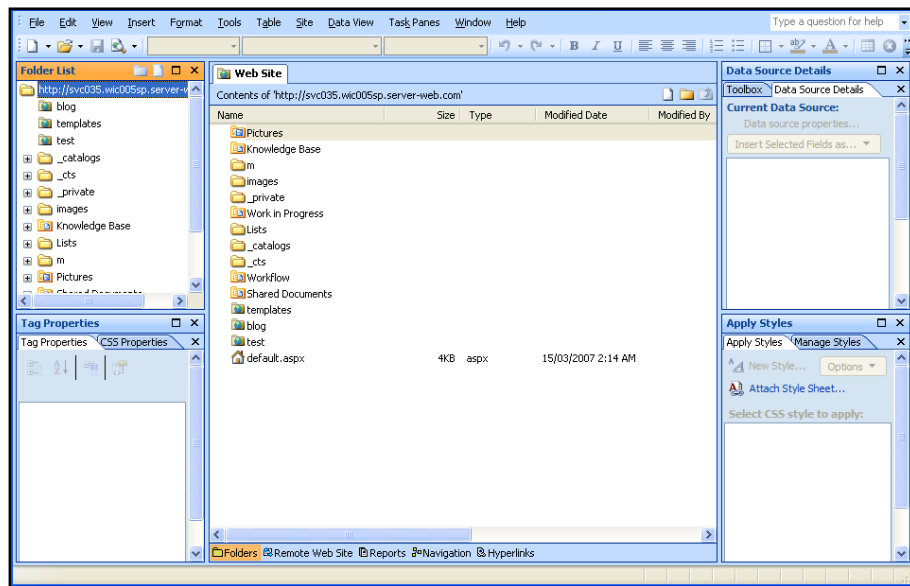 File Edit View Insert Format Tools Table Site Data View Task Panes Window Help Type a question for help
B I U ab
Folder List
http://svc035.wic005sp.server-w
blog
templates
test
_catalogs
_cts
_private
images
Knowledge Base
Lists
m
Pictures
Shared Documents
Tag Properties
Tag Properties CSS Properties
Web Site
Contents of 'http://svc035.wic005sp.server-web.com'
Name Size Type Modified Date Modified By
Pictures
Knowledge Base
m
images
_private
Work in Progress
Lists
_catalogs
_cts
Workflow
Shared Documents
templates
blog
test
default.aspx 4KB aspx 15/03/2007 2:14 AM
Folders Remote Web Site Reports Navigation Hyperlinks
Data Source Details
Toolbox Data Source Details
Current Data Source:
Data source properties...
Insert Selected Fields as...
Apply Styles
Apply Styles Manage Styles
New Style... Options
Attach Style Sheet...
Select CSS style to apply: